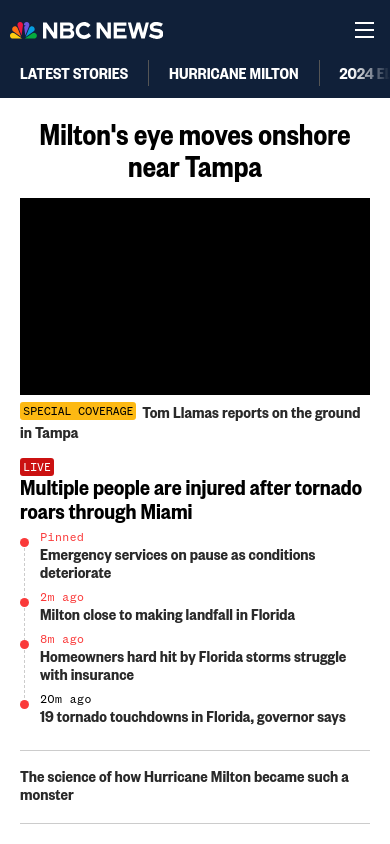 NBC NEWS
LATEST STORIES
HURRICANE MILTON
2024
Milton's eye moves onshore
near Tampa
SPECIAL COVERAGE Tom Llamas reports on the ground
in Tampa
LIVE
Multiple people are injured after tornado
roars through Miami
Pinned
Emergency services on pause as conditions
deteriorate
2m ago
Milton close to making landfall in Florida
8m ago
Homeowners hard hit by Florida storms struggle
with insurance
20m ago
19 tornado touchdowns in Florida, governor says
The science of how Hurricane Milton became such a
monster